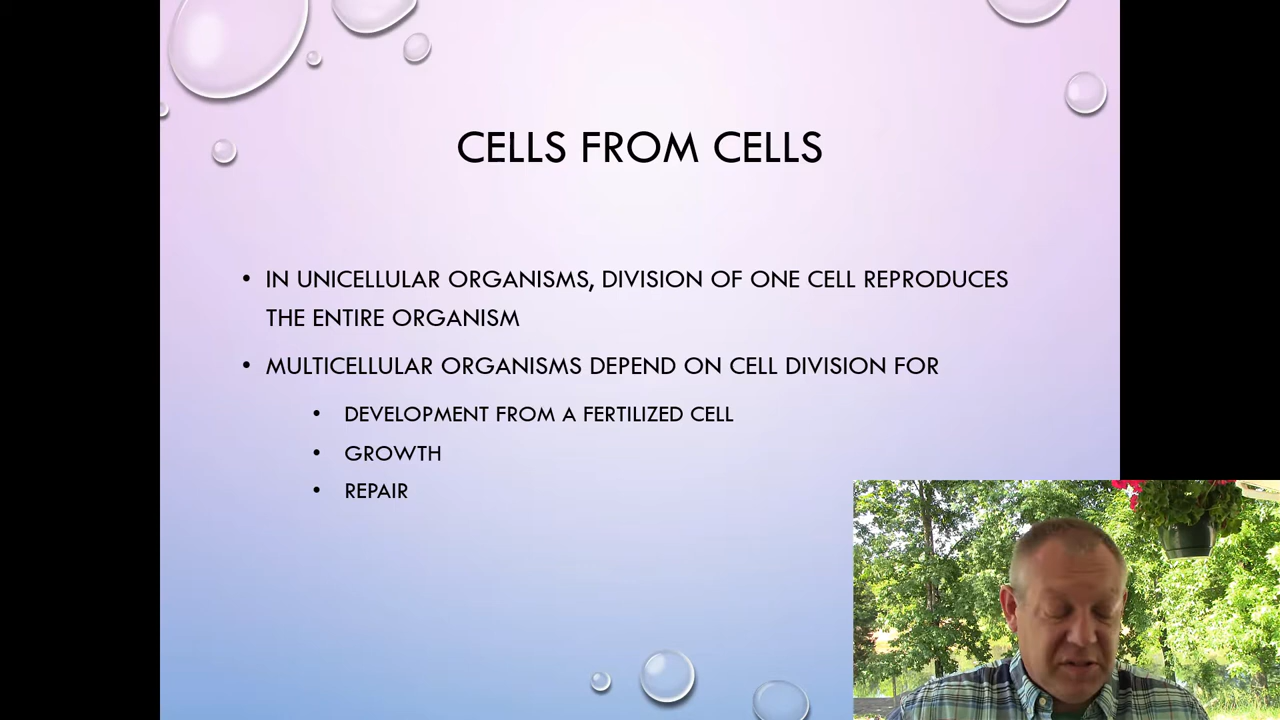 CELLS FROM CELLS
• IN UNICELLULAR ORGANISMS, DIVISION OF ONE CELL REPRODUCES
THE ENTIRE ORGANISM
• MULTICELLULAR ORGANISMS DEPEND ON CELL DIVISION FOR
• DEVELOPMENT FROM A FERTILIZED CELL
• GROWTH
• REPAIR